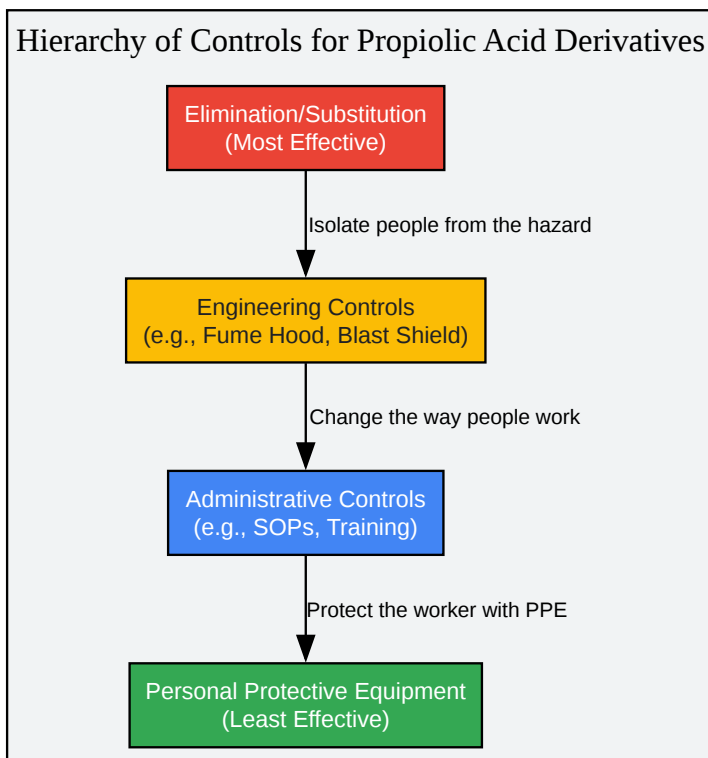 Hierarchy of Controls for Propiolic Acid Derivatives
Elimination/Substitution
(Most Effective)
Isolate people from the hazard
Engineering Controls
(e.g., Fume Hood, Blast Shield)
Change the way people work
Administrative Controls
(e.g., SOPs, Training)
Protect the worker with PPE
Personal Protective Equipment
(Least Effective)